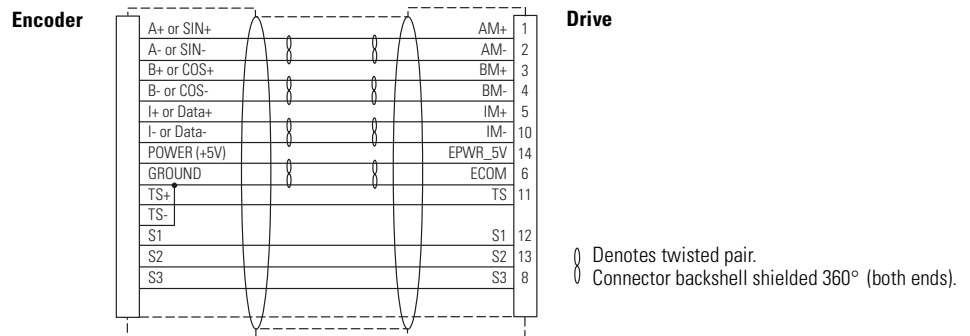 Encoder
Drive
A+ or SIN+ AM+ 1
A- or SIN- AM- 2
B+ or COS+ BM+ 3
B- or COS- BM- 4
I+ or Data+ IM+ 5
I- or Data- IM- 10
POWER (+5V) EPWR_5V 14
GROUND ECOM 6
TS+ TS 11
TS-
S1 S1 12
S2 S2 13
S3 S3 8
Denotes twisted pair.
Connector backshell shielded 360° (both ends).